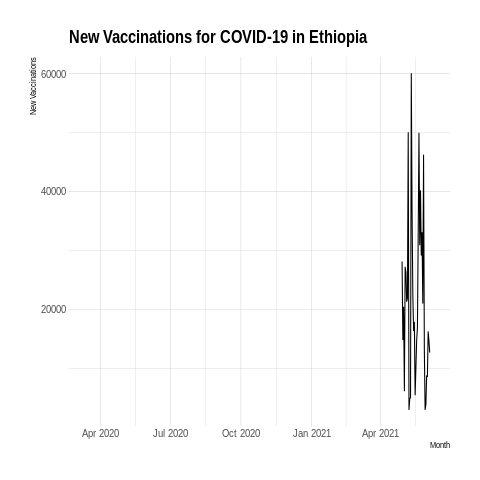 New Vaccinations for COVID-19 in Ethiopia
New Vaccinations
60000
40000
20000
Apr 2020 Jul 2020 Oct 2020 Jan 2021 Apr 2021
Month